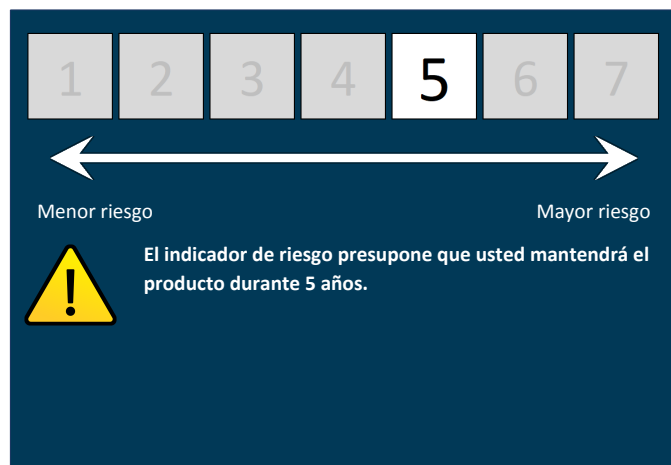 1 2 3 4 5 6 7
Menor riesgo Mayor riesgo
El indicador de riesgo presupone que usted mantendrá el
producto durante 5 años.